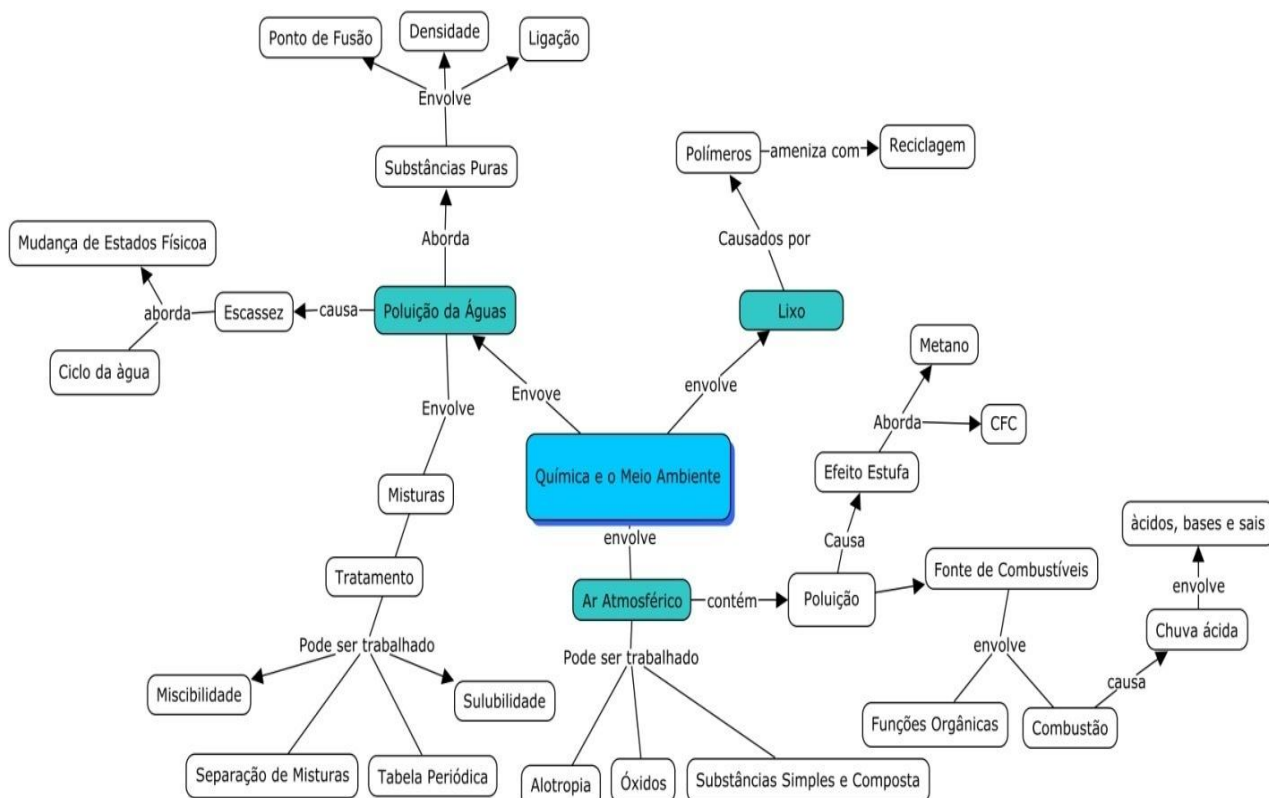 Ponto de Fusão
Densidade
Ligação
Envolve
Substâncias Puras
Aborda
Polímeros
ameniza com
Reciclagem
Causados por
Lixo
envolve
Mudança de Estados Físicoa
aborda
Escassez
causa
Poluição da Águas
Ciclo da àgua
Envove
Envolve
Química e o Meio Ambiente
Misturas
Tratamento
Pode ser trabalhado
Miscibilidade
Sulubilidade
Separação de Misturas
Tabela Periódica
envolve
Ar Atmosférico
contém
Poluição
Pode ser trabalhado
Alotropia
Óxidos
Substâncias Simples e Composta
Causa
Efeito Estufa
Aborda
Metano
CFC
Fonte de Combustíveis
envolve
Funções Orgânicas
Combustão
causa
Chuva ácida
envolve
àcidos, bases e sais